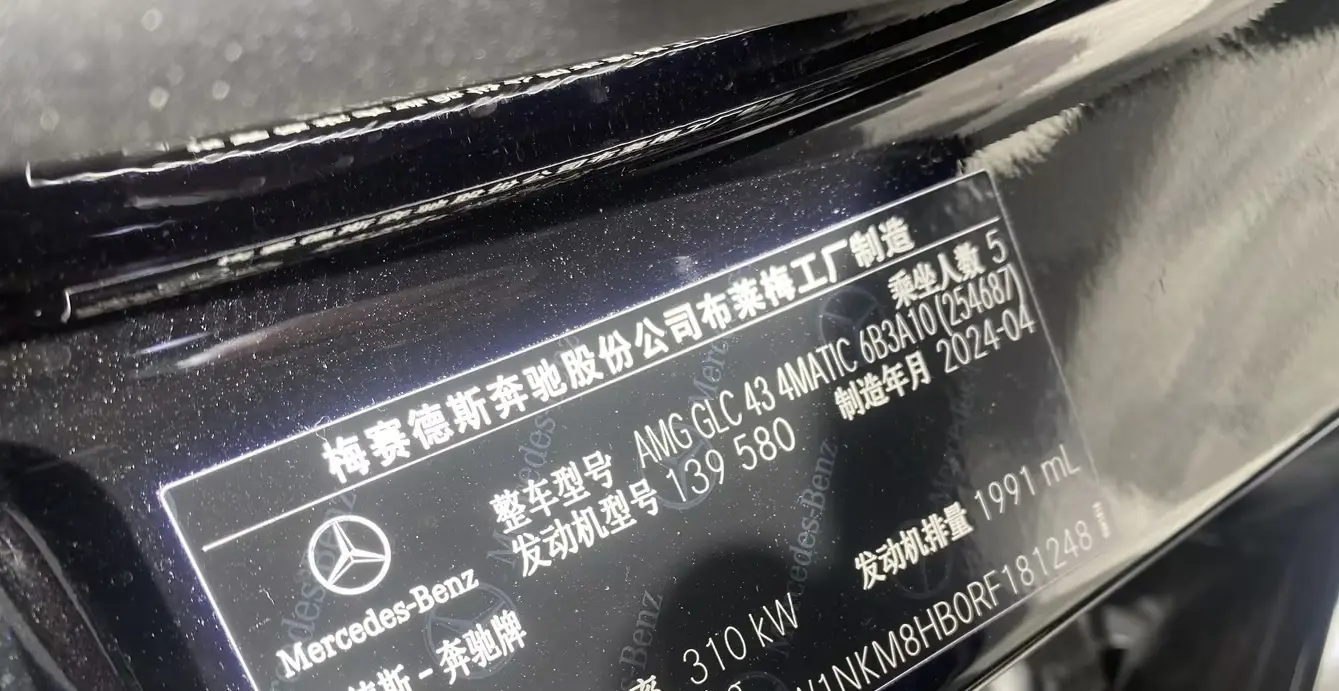 梅赛德斯奔驰股份公司布莱梅工厂制造
乘坐人数 5
整车型号 AMG GLC 43 4MATIC 6B3A10(254687)
发动机型号 139 580
制造年月 2024-04
Mercedes-Benz
发动机排量 1991 mL
德斯-奔驰牌
310 kW
1NKM8HB0RF181248